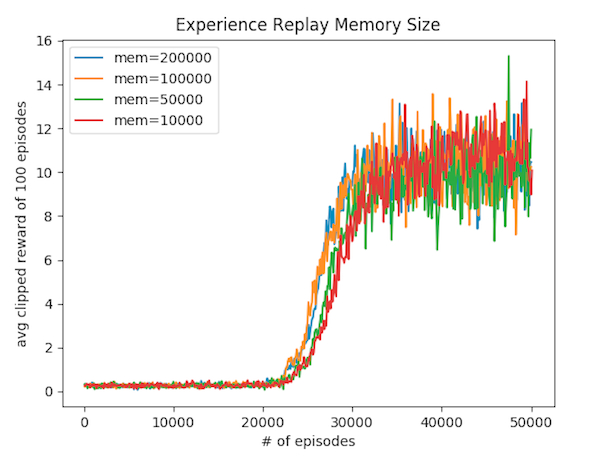 Experience Replay Memory Size
16
14
12
10
8
6
4
2
0
avg clipped reward of 100 episodes
mem=200000
mem=100000
mem=50000
mem=10000
0 10000 20000 30000 40000 50000
# of episodes